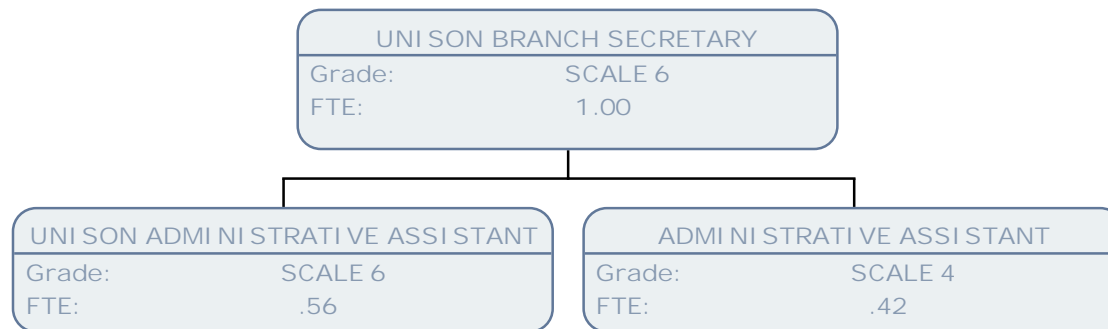 UNISON BRANCH SECRETARY
Grade: SCALE 6
FTE: 1.00
UNISON ADMINISTRATIVE ASSISTANT
Grade: SCALE 6
FTE: .56
ADMINISTRATIVE ASSISTANT
Grade: SCALE 4
FTE: .42